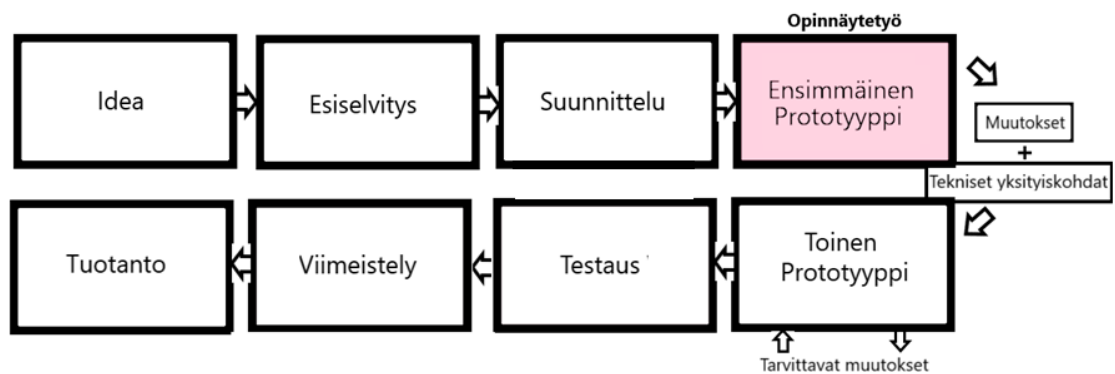 Opinnäytetyö
Idea
Esiselvitys
Suunnittelu
Ensimmäinen
Prototyyppi
Muutokset
+
Tekniset yksityiskohdat
Toinen
Prototyyppi
Tarvittavat muutokset
Testaus
Viimeistely
Tuotanto